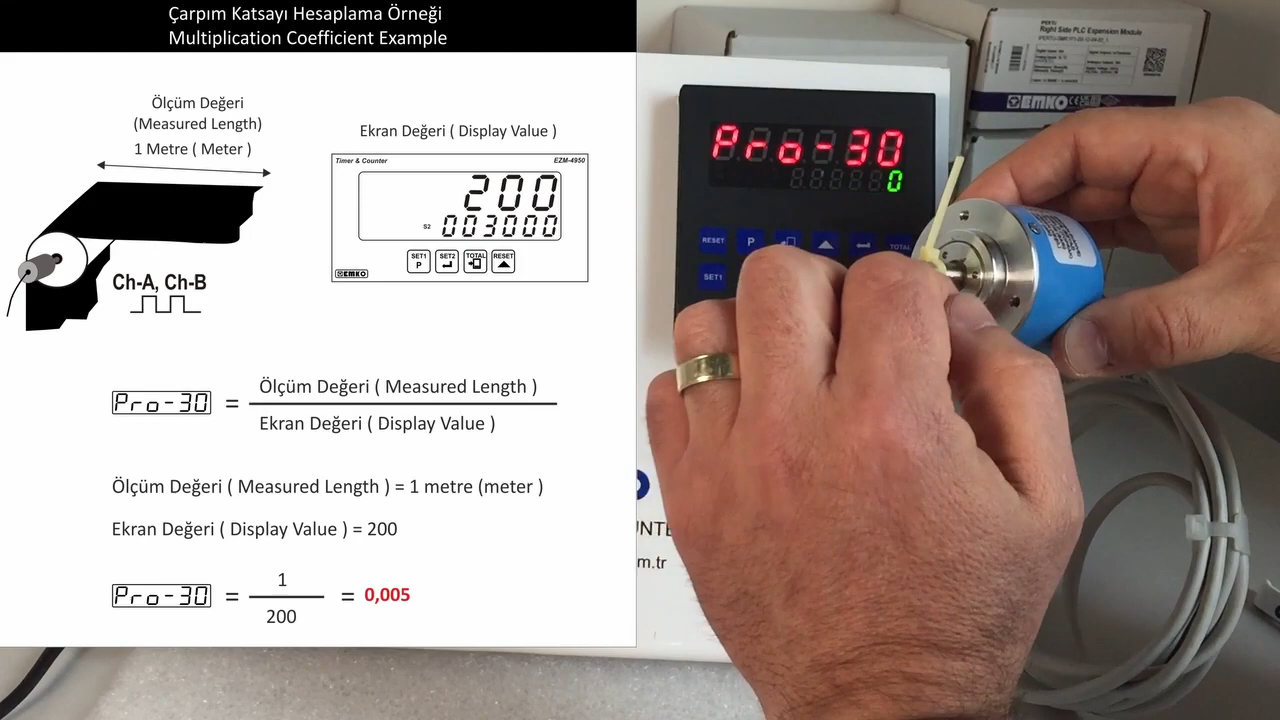 Çarpım Katsayı Hesaplama Örneği
Multiplication Coefficient Example
Ölçüm Değeri
(Measured Length)
1 Metre ( Meter )
Ekran Değeri ( Display Value )
Timer & Counter
EZM-4950
200
S2 003000
SET1 P
SET2
TOTAL
RESET
EMKO
Ch-A, Ch-B
Pro-30 = Ölçüm Değeri ( Measured Length )
Ekran Değeri ( Display Value )
Ölçüm Değeri ( Measured Length ) = 1 metre (meter )
Ekran Değeri ( Display Value ) = 200
Pro-30 = 1
200
= 0,005
Right Side PLC Expension Module
EMKO
Pro-30
0
RESET
P
TOTAL
SET1
m.tr